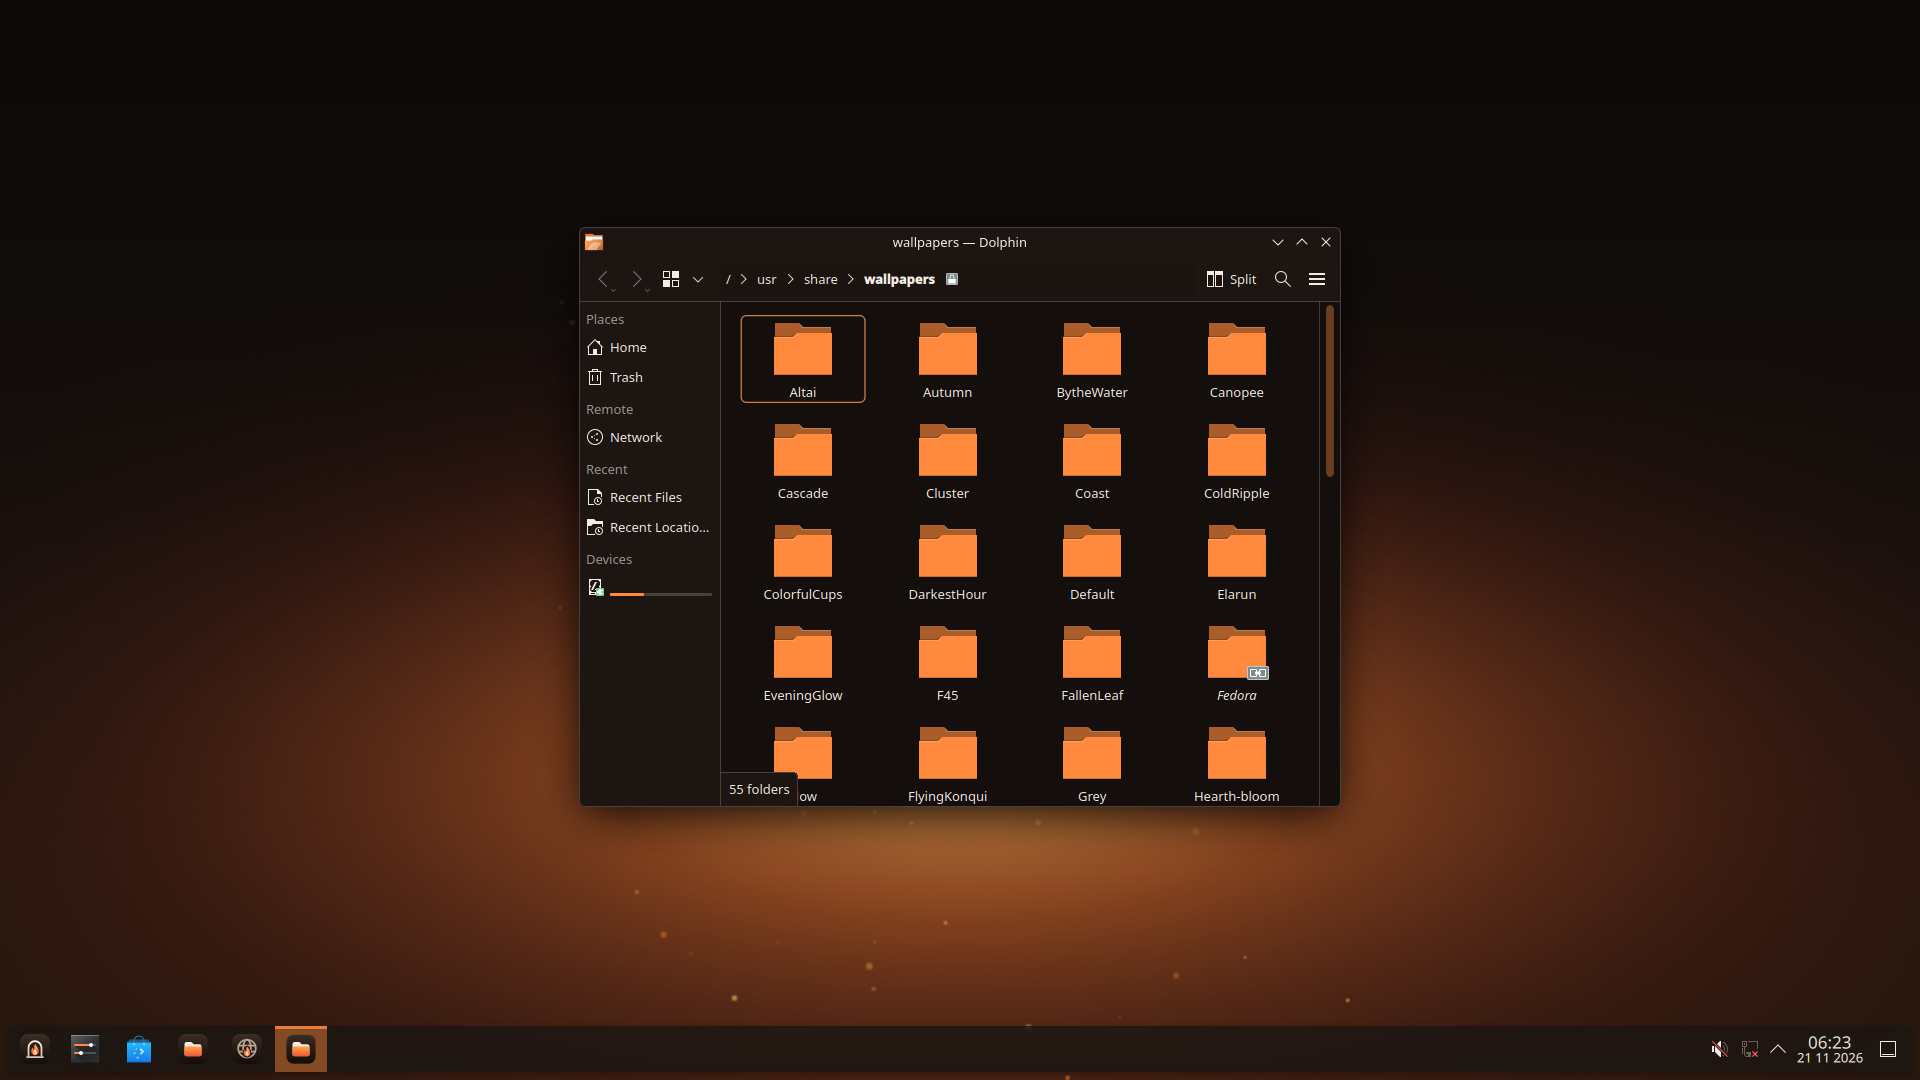 wallpapers — Dolphin
/ > usr > share > wallpapers
Split
Places
Home
Trash
Remote
Network
Recent
Recent Files
Recent Locatio...
Devices
Altai Autumn BytheWater Canopee
Cascade Cluster Coast ColdRipple
ColorfulCups DarkestHour Default Elarun
EveningGlow F45 FallenLeaf Fedora
ow FlyingKonqui Grey Hearth-bloom
55 folders
06:23
21 11 2026